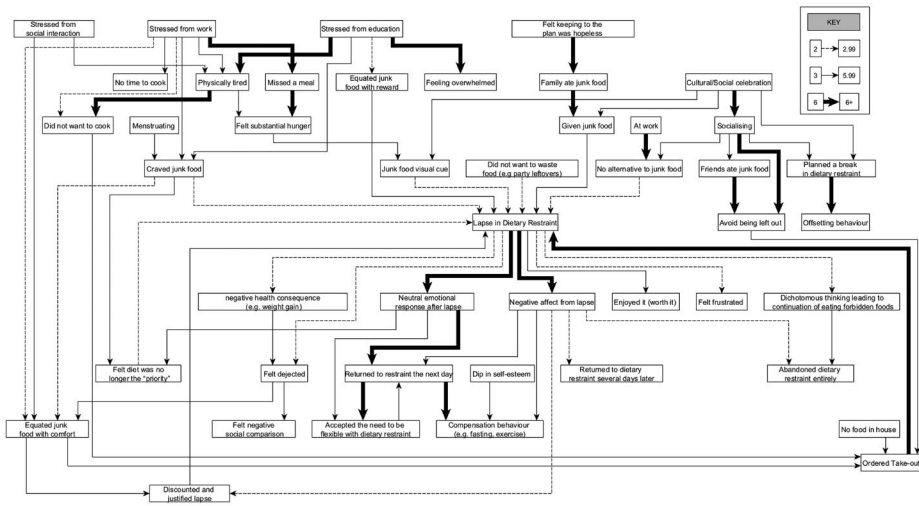 Stressed from
social interaction
Stressed from work
Stressed from education
Felt keeping to the
plan was hopeless
KEY
2
2.99
3
5.99
6
6+
No time to cook
Physically tired
Missed a meal
Equated junk
food with reward
Feeling overwhelmed
Family ate junk food
Cultural/Social celebration
Did not want to cook
Menstruating
Felt substantial hunger
Given junk food
At work
Socialising
Craved junk food
Junk food visual cue
Did not want to waste
food (e.g party leftovers)
No alternative to junk food
Friends ate junk food
Planned a break
in dietary restraint
Lapse in Dietary Restraint
Avoid being left out
Offsetting behaviour
negative health consequence
(e.g. weight gain)
Neutral emotional
response after lapse
Negative affect from lapse
Enjoyed it (worth it)
Felt frustrated
Dichotomous thinking leading to
continuation of eating forbidden foods
Felt diet was no
longer the "priority"
Felt dejected
Returned to restraint the next day
Dip in self-esteem
Returned to dietary
restraint several days later
Abandoned dietary
restraint entirely
Equated junk
food with comfort
Felt negative
social comparison
Accepted the need to be
flexible with dietary restraint
Compensation behaviour
(e.g. fasting, exercise)
No food in house
Ordered Take-out
Discounted and
justified lapse